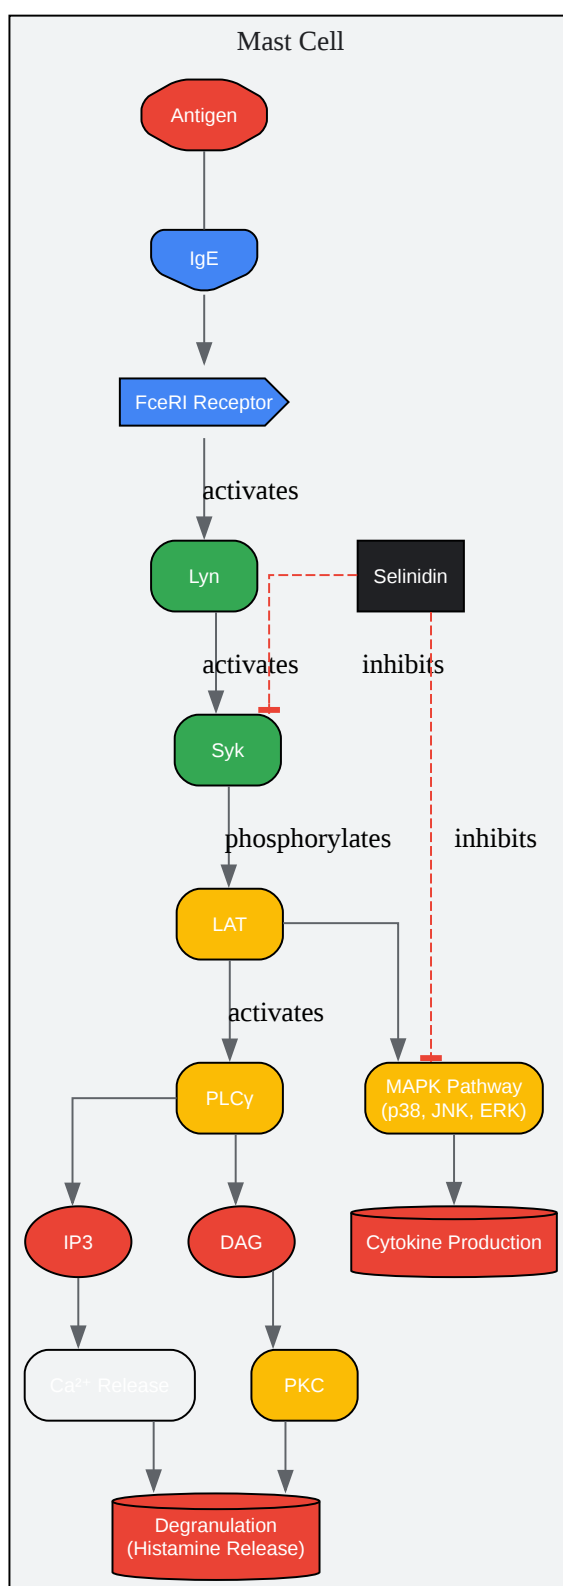 Mast Cell
Antigen
IgE
FceRI Receptor
activates
Lyn
Selinidin
activates
inhibits
Syk
phosphorylates
inhibits
LAT
activates
PLCγ
MAPK Pathway
(p38, JNK, ERK)
IP3
DAG
Cytokine Production
Ca²⁺ Release
PKC
Degranulation
(Histamine Release)